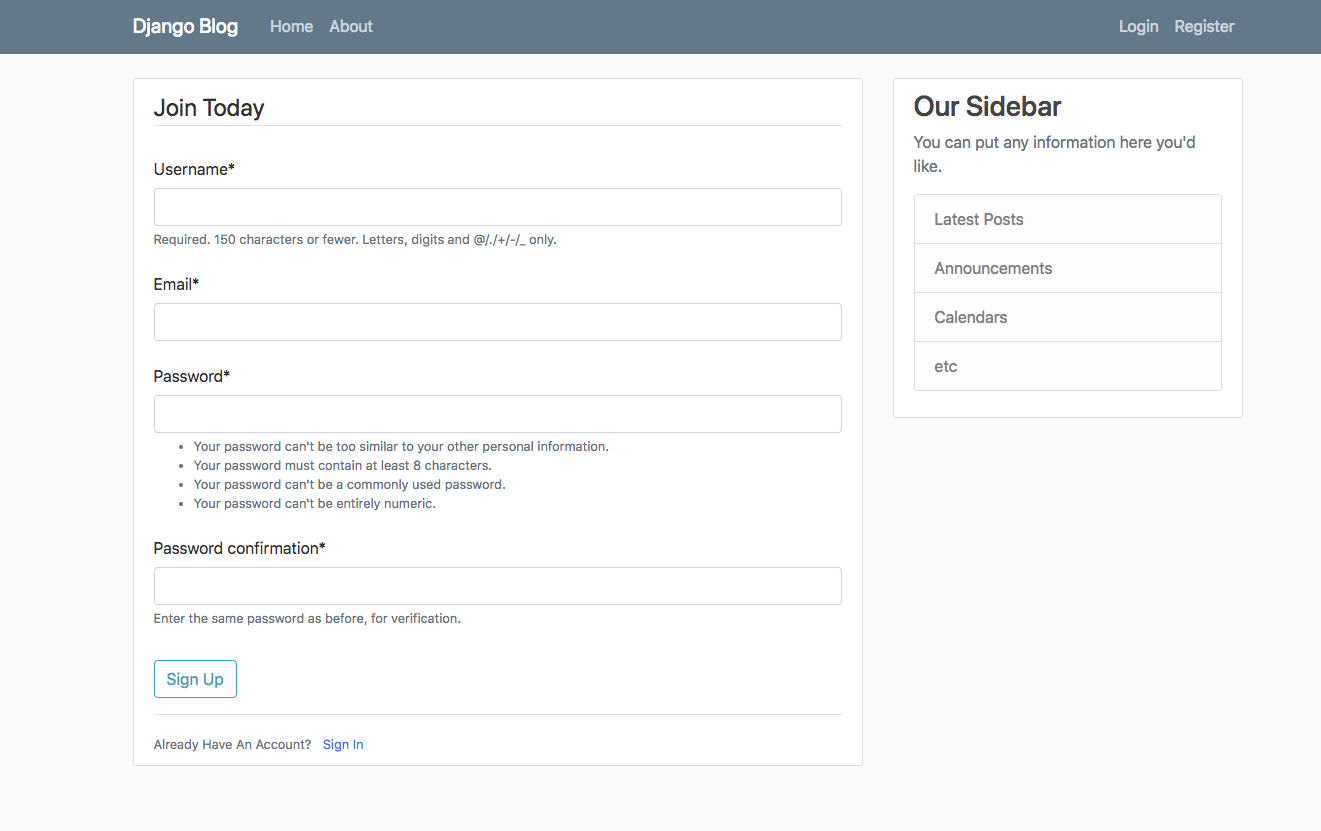 Django Blog Home About Login Register
Join Today
Username*
Required. 150 characters or fewer. Letters, digits and @/./+/-/_ only.
Email*
Password*
Your password can't be too similar to your other personal information.
Your password must contain at least 8 characters.
Your password can't be a commonly used password.
Your password can't be entirely numeric.
Password confirmation*
Enter the same password as before, for verification.
Sign Up
Already Have An Account? Sign In
Our Sidebar
You can put any information here you'd
like.
Latest Posts
Announcements
Calendars
etc